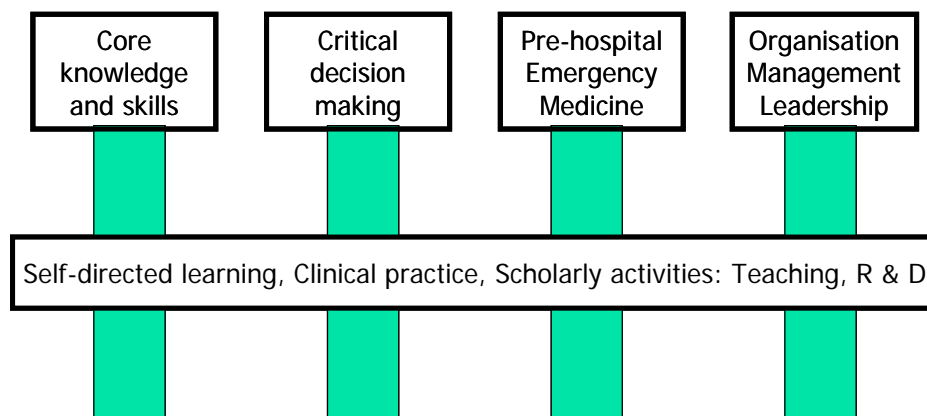 Core
knowledge
and skills
Critical
decision
making
Pre-hospital
Emergency
Medicine
Organisation
Management
Leadership
Self-directed learning, Clinical practice, Scholarly activities: Teaching, R & D